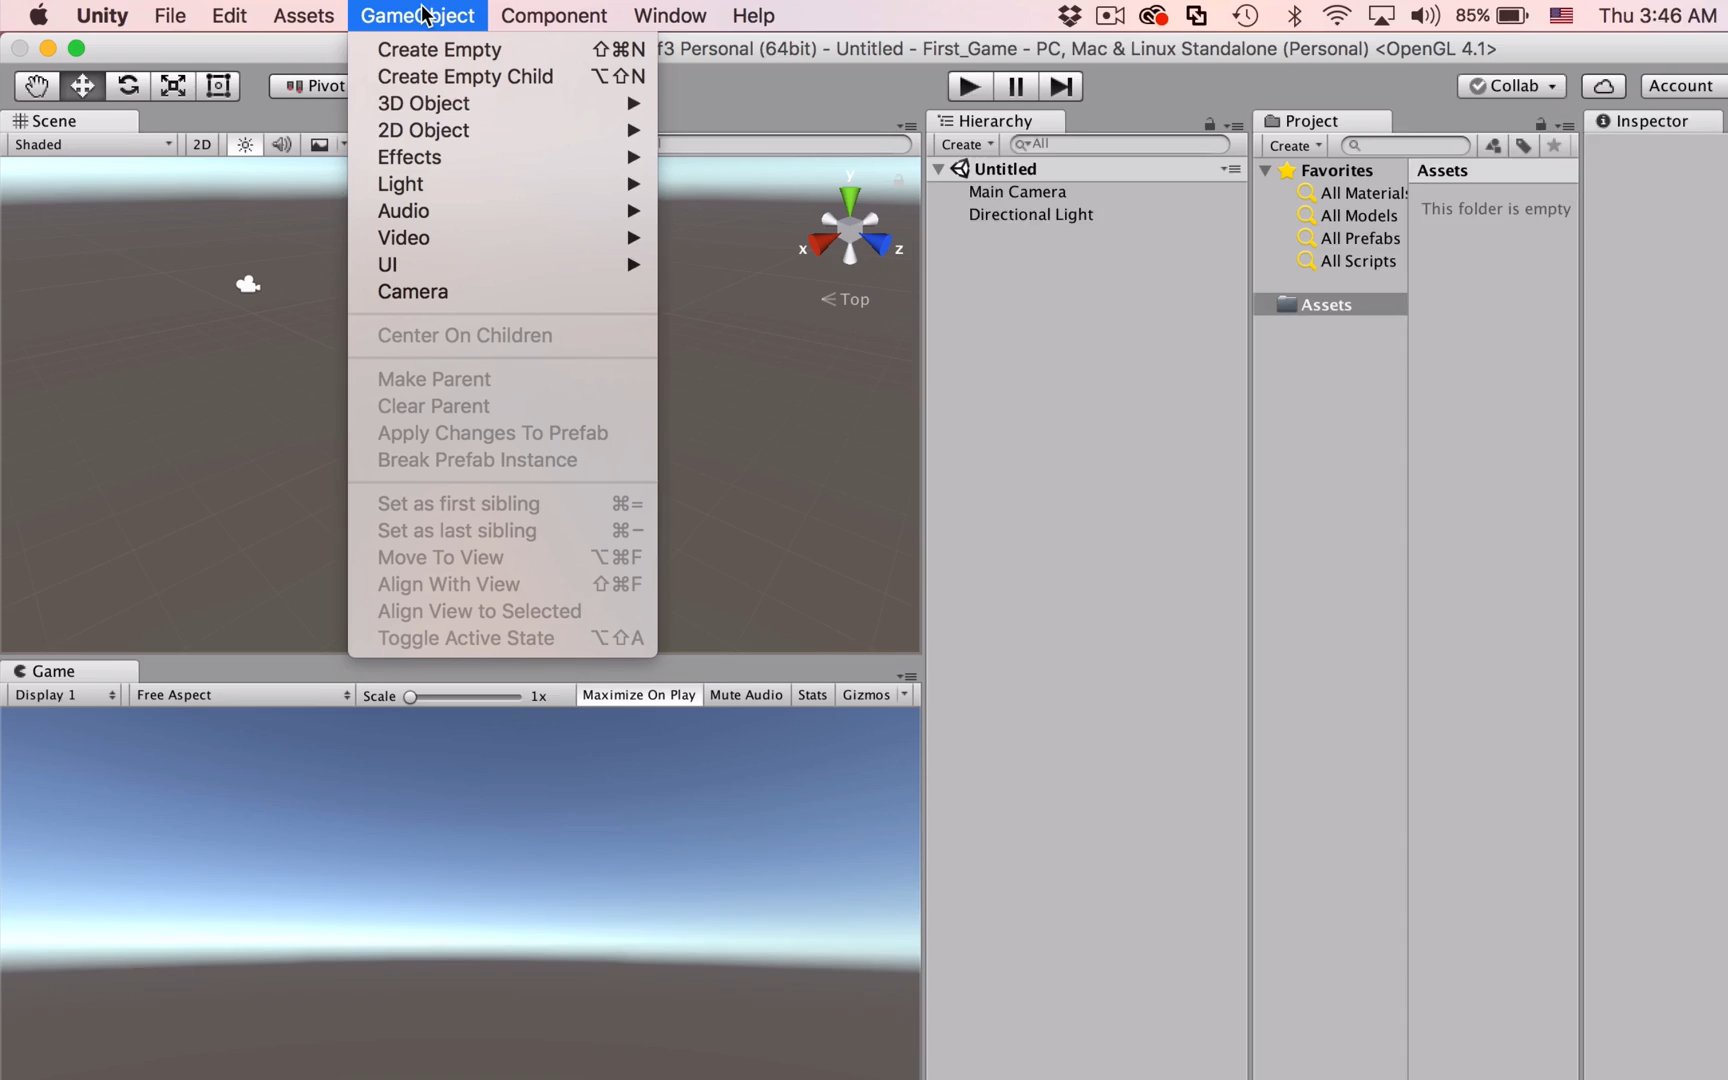 Unity File Edit Assets GameObject Component Window Help 85% Thu 3:46 AM
f3 Personal (64bit) - Untitled - First_Game - PC, Mac & Linux Standalone (Personal) <OpenGL 4.1>
Pivot Collab Account
Create Empty ⇧⌘N
Create Empty Child ⌥⇧N
3D Object
2D Object
Effects
Light
Audio
Video
UI
Camera
Center On Children
Make Parent
Clear Parent
Apply Changes To Prefab
Break Prefab Instance
Set as first sibling ⌘=
Set as last sibling ⌘-
Move To View ⌥⌘F
Align With View ⇧⌘F
Align View to Selected
Toggle Active State ⌥⇧A
Scene
Shaded 2D
y
x z
Top
Game
Display 1 Free Aspect Scale 1x Maximize On Play Mute Audio Stats Gizmos
Hierarchy
Create All
Untitled
Main Camera
Directional Light
Project
Create
Favorites
All Materials
All Models
All Prefabs
All Scripts
Assets
Assets
This folder is empty
Inspector